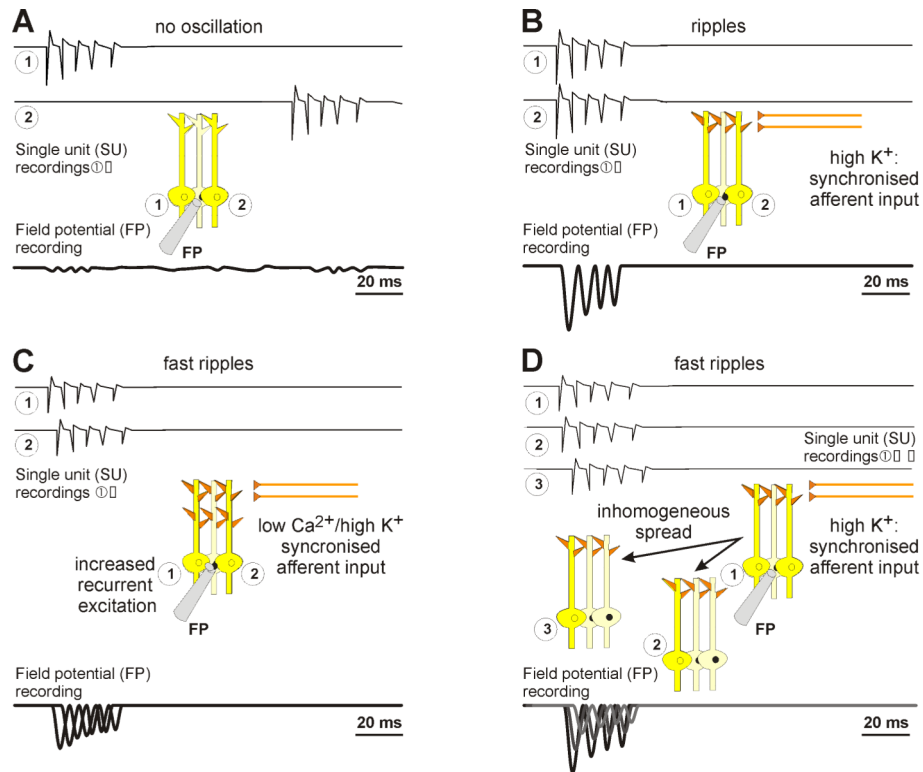 A
no oscillation
1
2
Single unit (SU)
recordings①▯
1
2
Field potential (FP)
recording
FP
20 ms
B
ripples
1
2
Single unit (SU)
recordings①▯
high K+:
synchronised
afferent input
1
2
Field potential (FP)
recording
FP
20 ms
C
fast ripples
1
2
Single unit (SU)
recordings ①▯
low Ca2+/high K+
syncronised
afferent input
increased
recurrent
excitation
1
2
FP
Field potential (FP)
recording
20 ms
D
fast ripples
1
2
Single unit (SU)
recordings①▯ ▯
3
inhomogeneous
spread
high K+:
synchronised
afferent input
1
FP
3
2
Field potential (FP)
recording
20 ms